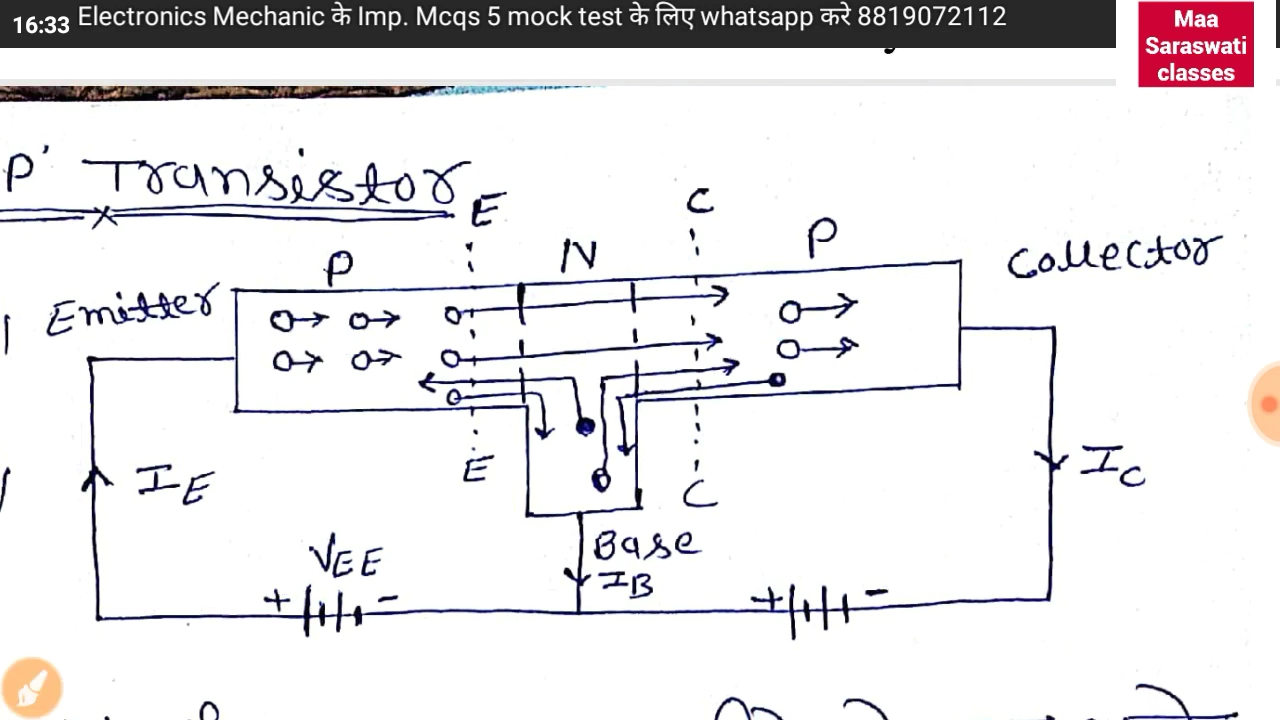 16:33 Electronics Mechanic के Imp. Mcqs 5 mock test के लिए whatsapp करे 8819072112
Maa
Saraswati
classes
P' Transistor
E
C
P
N
P
Emitter
Collector
E
C
IE
IC
Base
IB
VEE
+ -
+ -